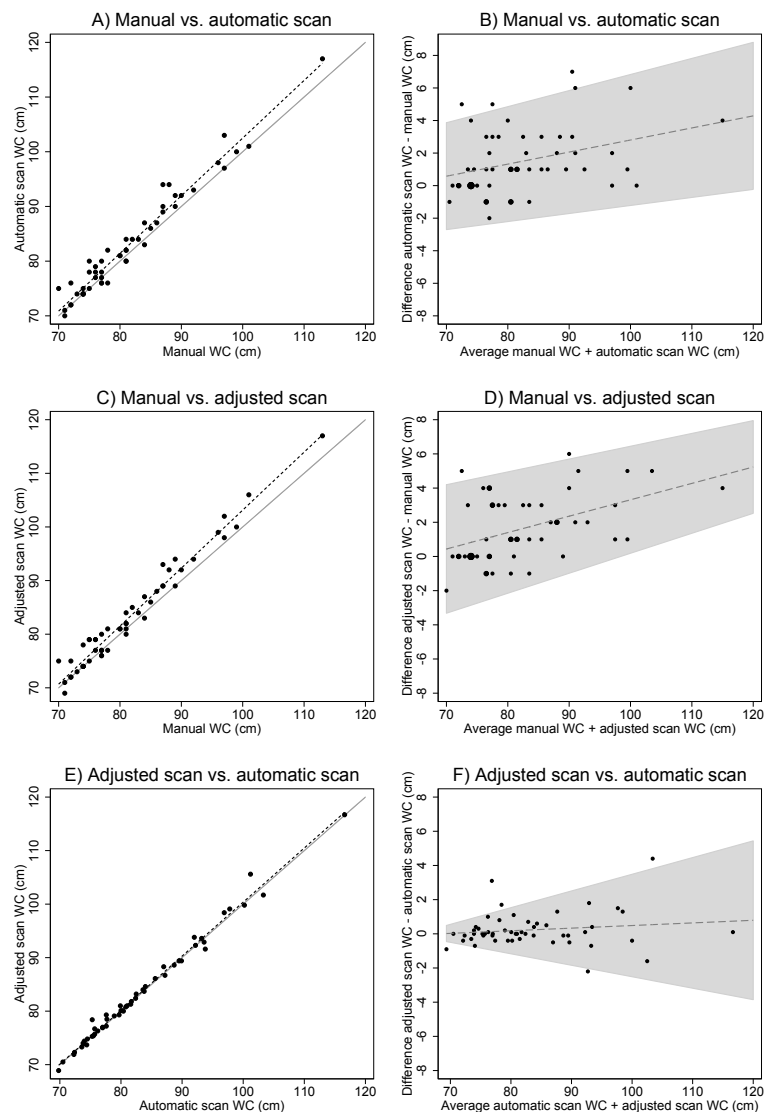 A) Manual vs. automatic scan
Automatic scan WC (cm)
120
110
100
90
80
70
70 80 90 100 110 120
Manual WC (cm)
B) Manual vs. automatic scan
Difference automatic scan WC - manual WC (cm)
8
6
4
2
0
-2
-4
-6
-8
70 80 90 100 110 120
Average manual WC + automatic scan WC (cm)
C) Manual vs. adjusted scan
Adjusted scan WC (cm)
120
110
100
90
80
70
70 80 90 100 110 120
Manual WC (cm)
D) Manual vs. adjusted scan
Difference adjusted scan WC - manual WC (cm)
8
6
4
2
0
-2
-4
-6
-8
70 80 90 100 110 120
Average manual WC + adjusted scan WC (cm)
E) Adjusted scan vs. automatic scan
Adjusted scan WC (cm)
120
110
100
90
80
70
70 80 90 100 110 120
Automatic scan WC (cm)
F) Adjusted scan vs. automatic scan
Difference adjusted scan WC - automatic scan WC (cm)
8
6
4
2
0
-2
-4
-6
-8
70 80 90 100 110 120
Average automatic scan WC + adjusted scan WC (cm)